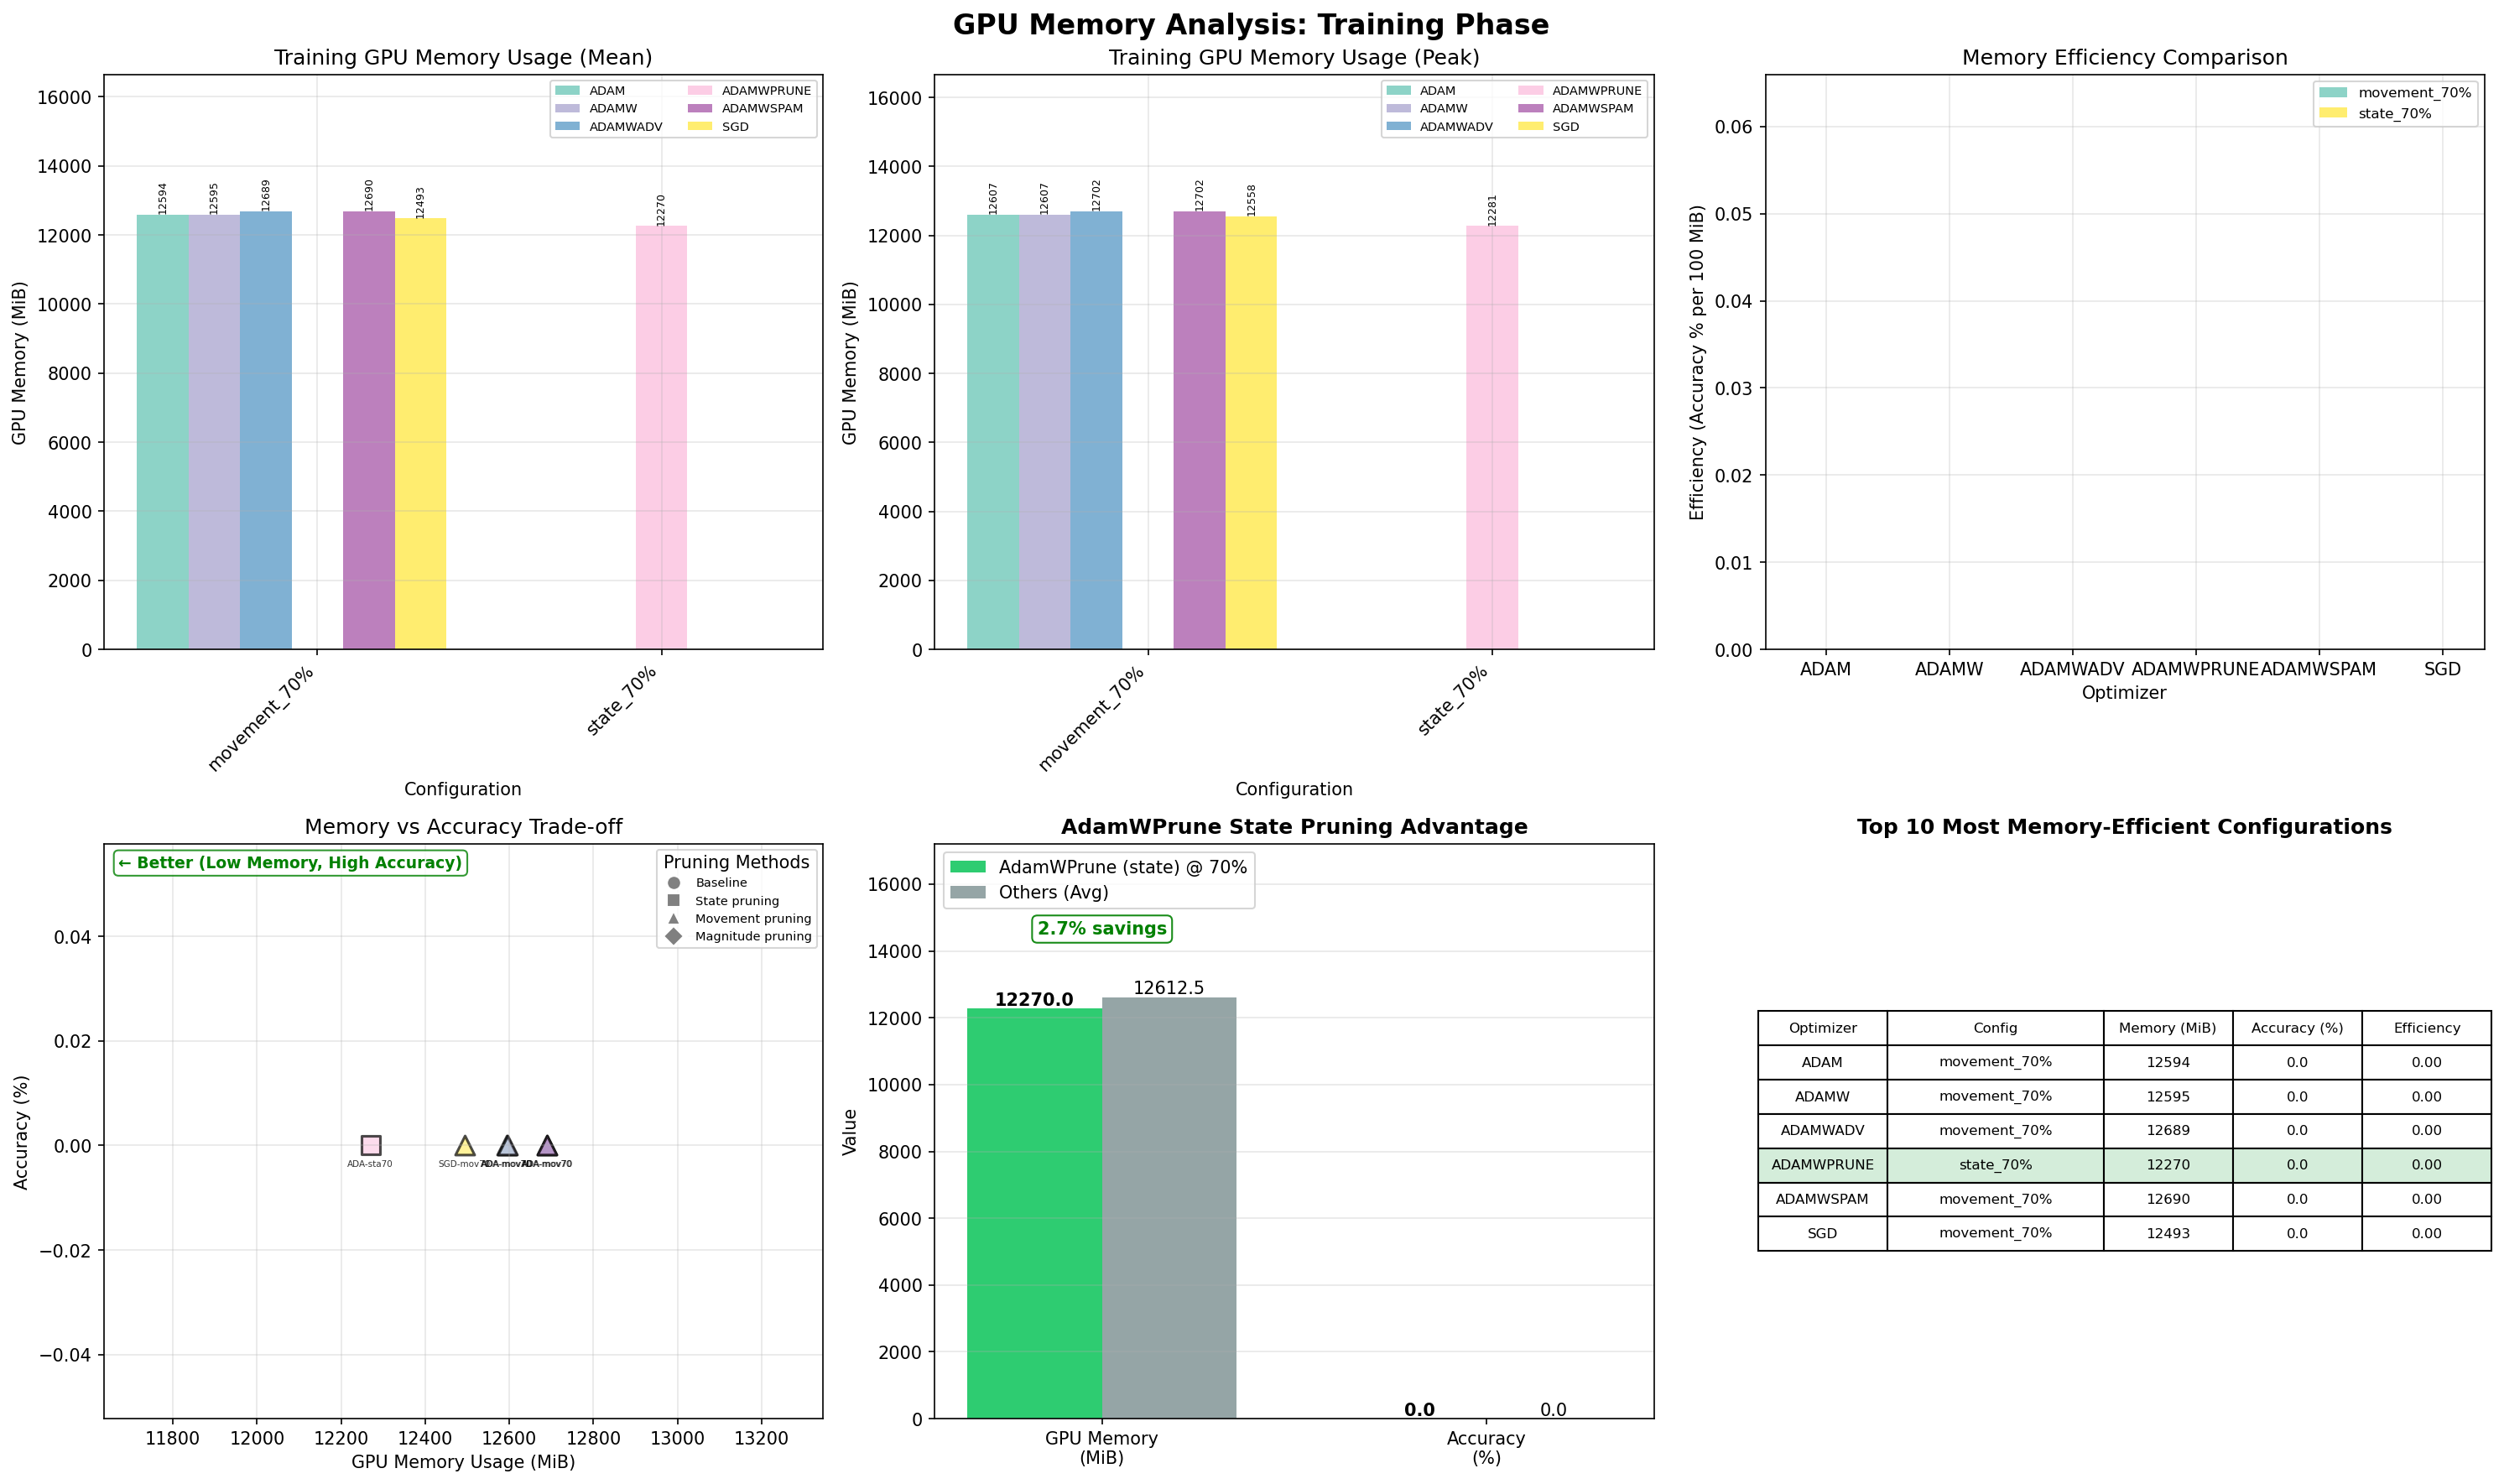 GPU Memory Analysis: Training Phase
Training GPU Memory Usage (Mean)
GPU Memory (MiB)
16000
14000
12000
10000
8000
6000
4000
2000
0
ADAM
ADAMW
ADAMWADV
ADAMWPRUNE
ADAMWSPAM
SGD
12594
12595
12689
12690
12493
12270
movement_70%
state_70%
Configuration
Training GPU Memory Usage (Peak)
GPU Memory (MiB)
16000
14000
12000
10000
8000
6000
4000
2000
0
ADAM
ADAMW
ADAMWADV
ADAMWPRUNE
ADAMWSPAM
SGD
12607
12607
12702
12702
12558
12281
movement_70%
state_70%
Configuration
Memory Efficiency Comparison
Efficiency (Accuracy % per 100 MiB)
0.06
0.05
0.04
0.03
0.02
0.01
0.00
movement_70%
state_70%
ADAM ADAMW ADAMWADV ADAMWPRUNE ADAMWSPAM SGD
Optimizer
Memory vs Accuracy Trade-off
← Better (Low Memory, High Accuracy)
Pruning Methods
Baseline
State pruning
Movement pruning
Magnitude pruning
Accuracy (%)
0.04
0.02
0.00
−0.02
−0.04
ADA-sta70
SGD-mov70
ADA-mov70
ADA-mov70
11800 12000 12200 12400 12600 12800 13000 13200
GPU Memory Usage (MiB)
AdamWPrune State Pruning Advantage
AdamWPrune (state) @ 70%
Others (Avg)
2.7% savings
Value
16000
14000
12000
10000
8000
6000
4000
2000
0
12270.0
12612.5
0.0
0.0
GPU Memory
(MiB)
Accuracy
(%)
Top 10 Most Memory-Efficient Configurations
Optimizer Config Memory (MiB) Accuracy (%) Efficiency
ADAM movement_70% 12594 0.0 0.00
ADAMW movement_70% 12595 0.0 0.00
ADAMWADV movement_70% 12689 0.0 0.00
ADAMWPRUNE state_70% 12270 0.0 0.00
ADAMWSPAM movement_70% 12690 0.0 0.00
SGD movement_70% 12493 0.0 0.00